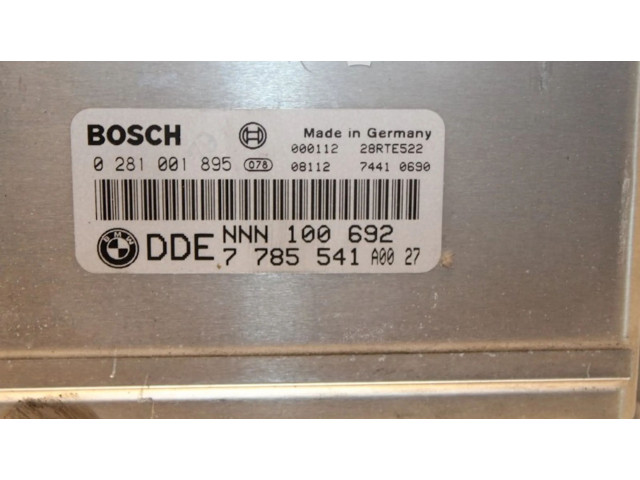 BOSCH Made in Germany
000112 28RTE522
0 281 001 895 078 08112 7441 0690
BMW DDE NNN 100 692
7 785 541 A00 27